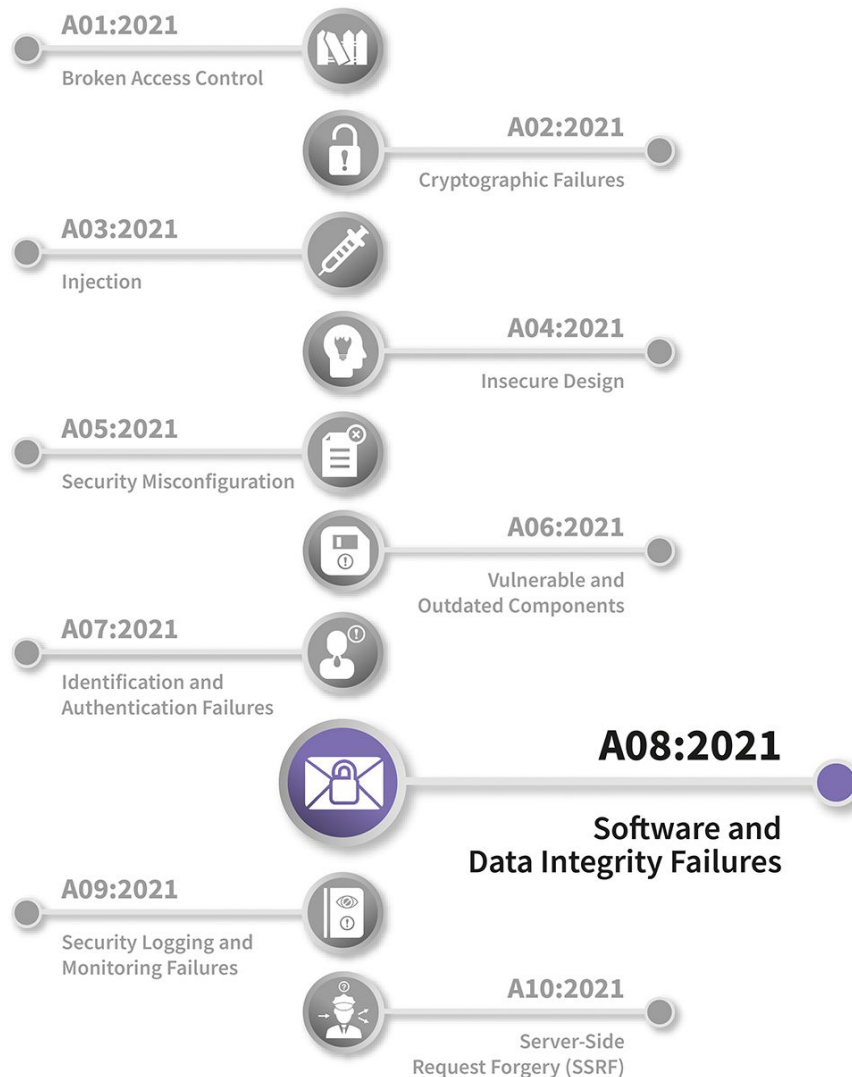 A01:2021
Broken Access Control
A02:2021
Cryptographic Failures
A03:2021
Injection
A04:2021
Insecure Design
A05:2021
Security Misconfiguration
A06:2021
Vulnerable and
Outdated Components
A07:2021
Identification and
Authentication Failures
A08:2021
Software and
Data Integrity Failures
A09:2021
Security Logging and
Monitoring Failures
A10:2021
Server-Side
Request Forgery (SSRF)